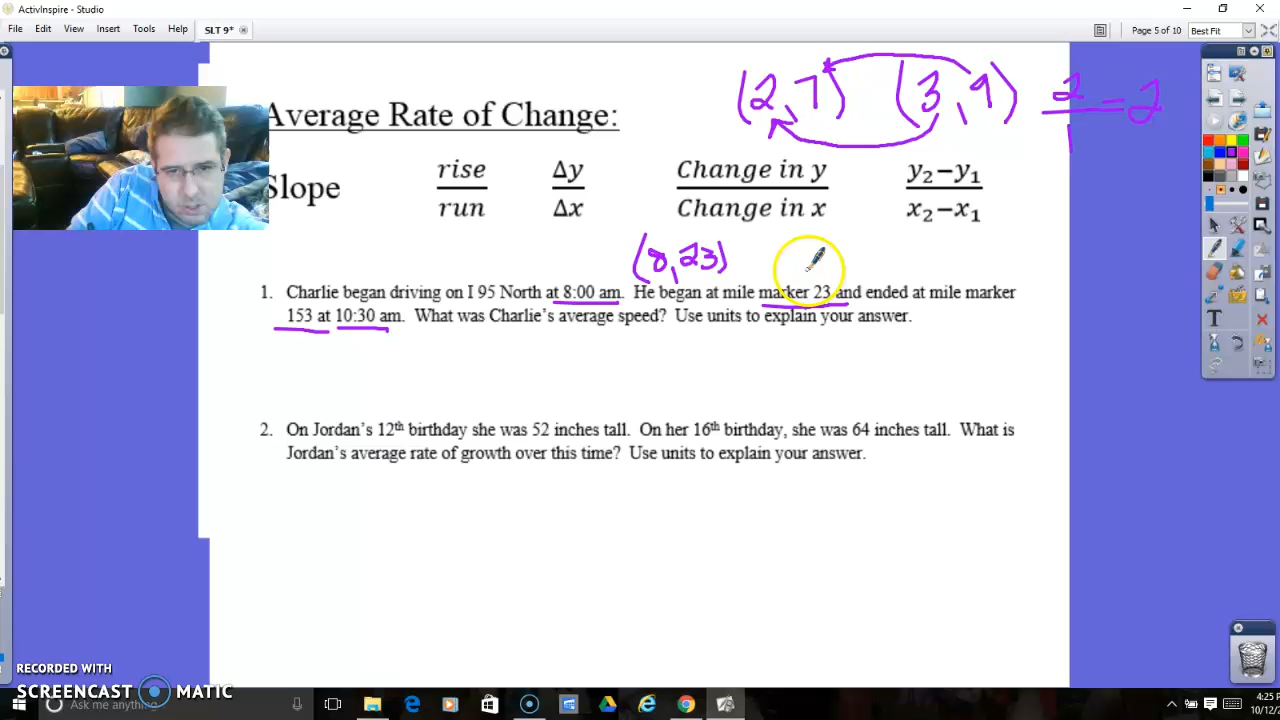 ActivInspire - Studio
File Edit View Insert Tools Help SLT 9* Page 5 of 10 Best Fit
(2,7) (3,9) 2/1 = 2
Average Rate of Change:
Slope rise/run Δy/Δx Change in y/Change in x y₂−y₁/x₂−x₁
(8,23)
1. Charlie began driving on I 95 North at 8:00 am. He began at mile marker 23 and ended at mile marker
153 at 10:30 am. What was Charlie's average speed? Use units to explain your answer.
2. On Jordan's 12th birthday she was 52 inches tall. On her 16th birthday, she was 64 inches tall. What is
Jordan's average rate of growth over this time? Use units to explain your answer.
RECORDED WITH
SCREENCAST MATIC
Ask me anything
4:25 P
10/12/